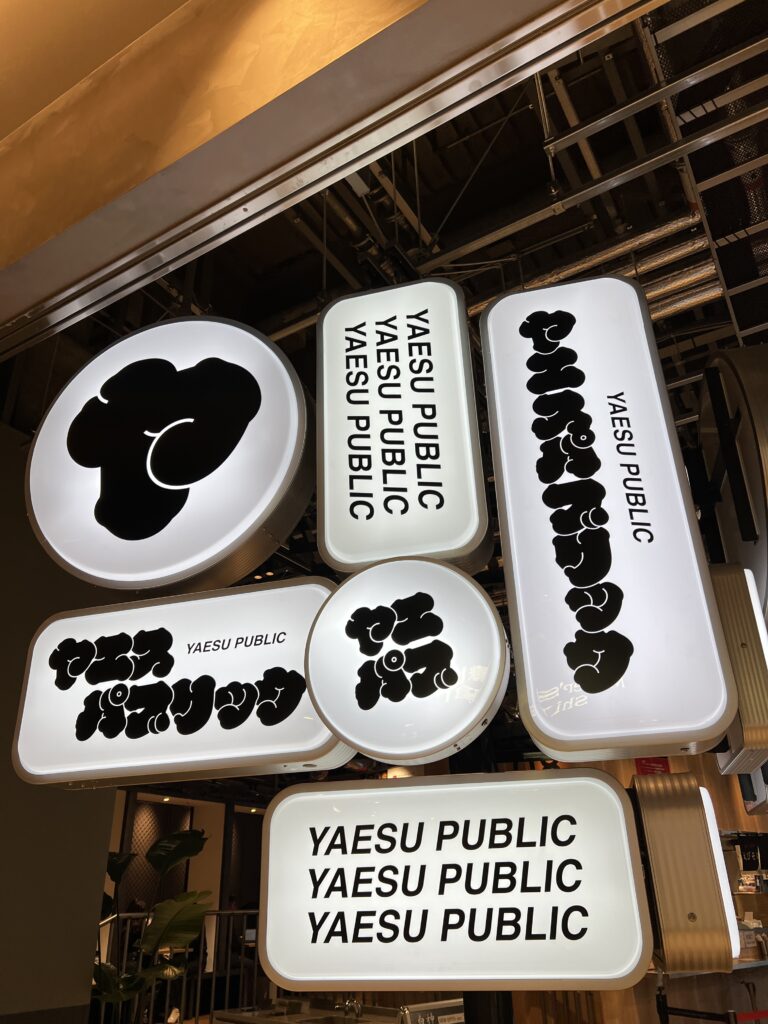 ヤ
YAESU PUBLIC
YAESU PUBLIC
YAESU PUBLIC
YAESU PUBLIC
ヤエスパブリック
ヤエス
YAESU PUBLIC
パブリック
ヤエ
パブ
YAESU PUBLIC
YAESU PUBLIC
YAESU PUBLIC